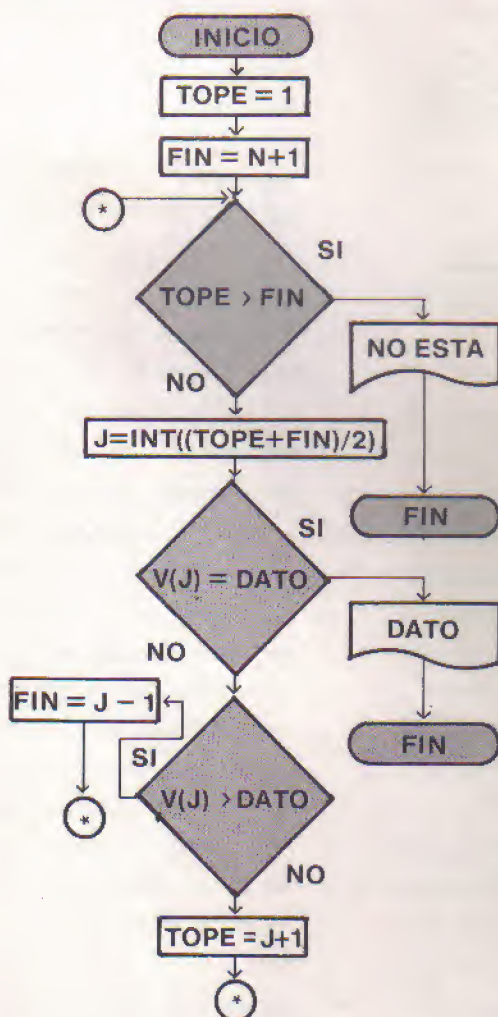 INICIO
TOPE = 1
FIN = N+1
*
SI
TOPE > FIN
NO ESTA
NO
J=INT((TOPE+FIN)/2)
SI
FIN
V(J) = DATO
DATO
NO
FIN = J - 1
FIN
SI
V(J) > DATO
*
NO
TOPE = J+1
*